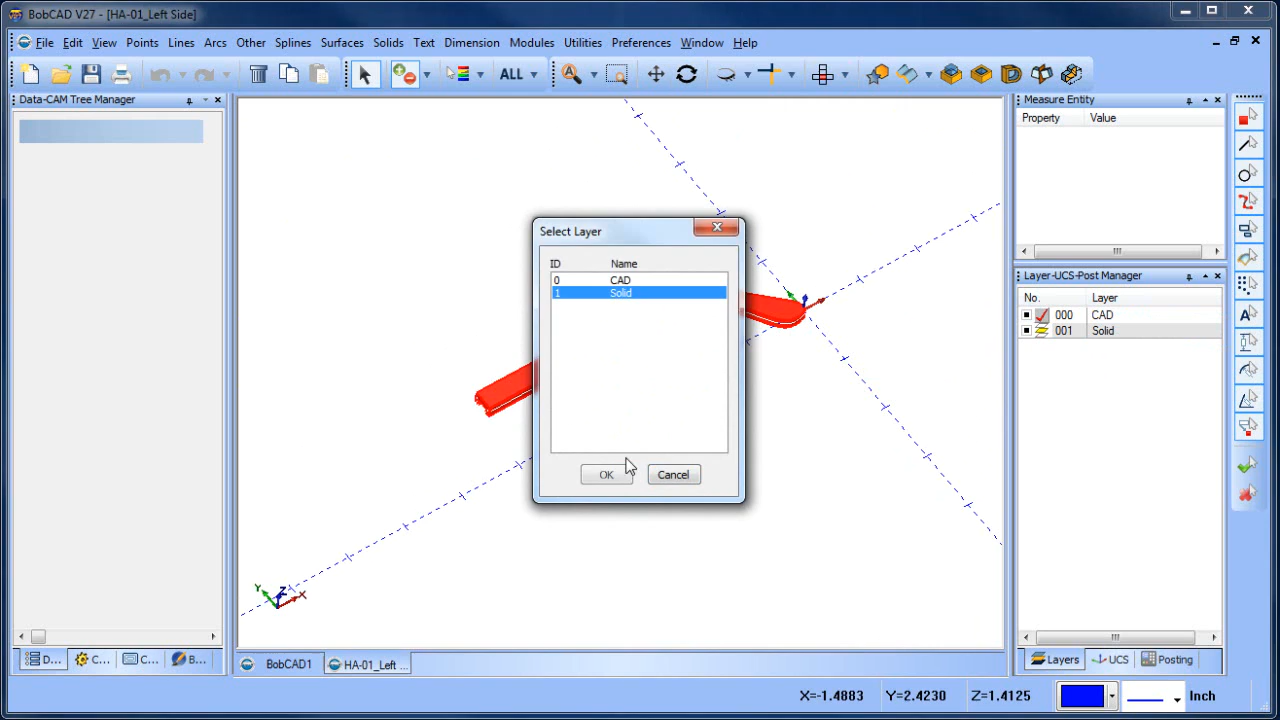 BobCAD V27 - [HA-01_Left Side]
File Edit View Points Lines Arcs Other Splines Surfaces Solids Text Dimension Modules Utilities Preferences Window Help
ALL
Data-CAM Tree Manager
Measure Entity
Property Value
Select Layer
ID Name
0 CAD
1 Solid
OK Cancel
Layer-UCS-Post Manager
No. Layer
000 CAD
001 Solid
Y Z X
D... C... C... B...
BobCAD1 HA-01_Left ...
Layers UCS Posting
X=-1.4883 Y=2.4230 Z=1.4125 Inch